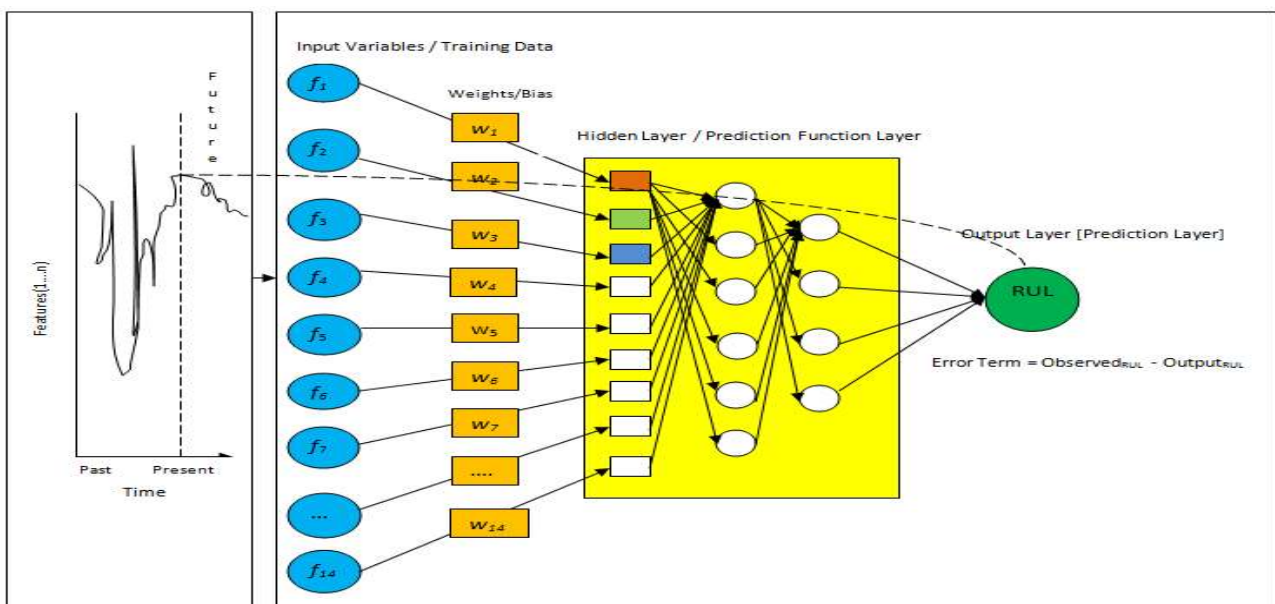 Future
Features(1...n)
Past Present
Time
Input Variables / Training Data
Weights/Bias
Hidden Layer / Prediction Function Layer
Output Layer [Prediction Layer]
f1
f2
f3
f4
f5
f6
f7
...
f14
w1
w2
w3
w4
w5
w6
w7
....
w14
RUL
Error Term = ObservedRUL - OutputRUL